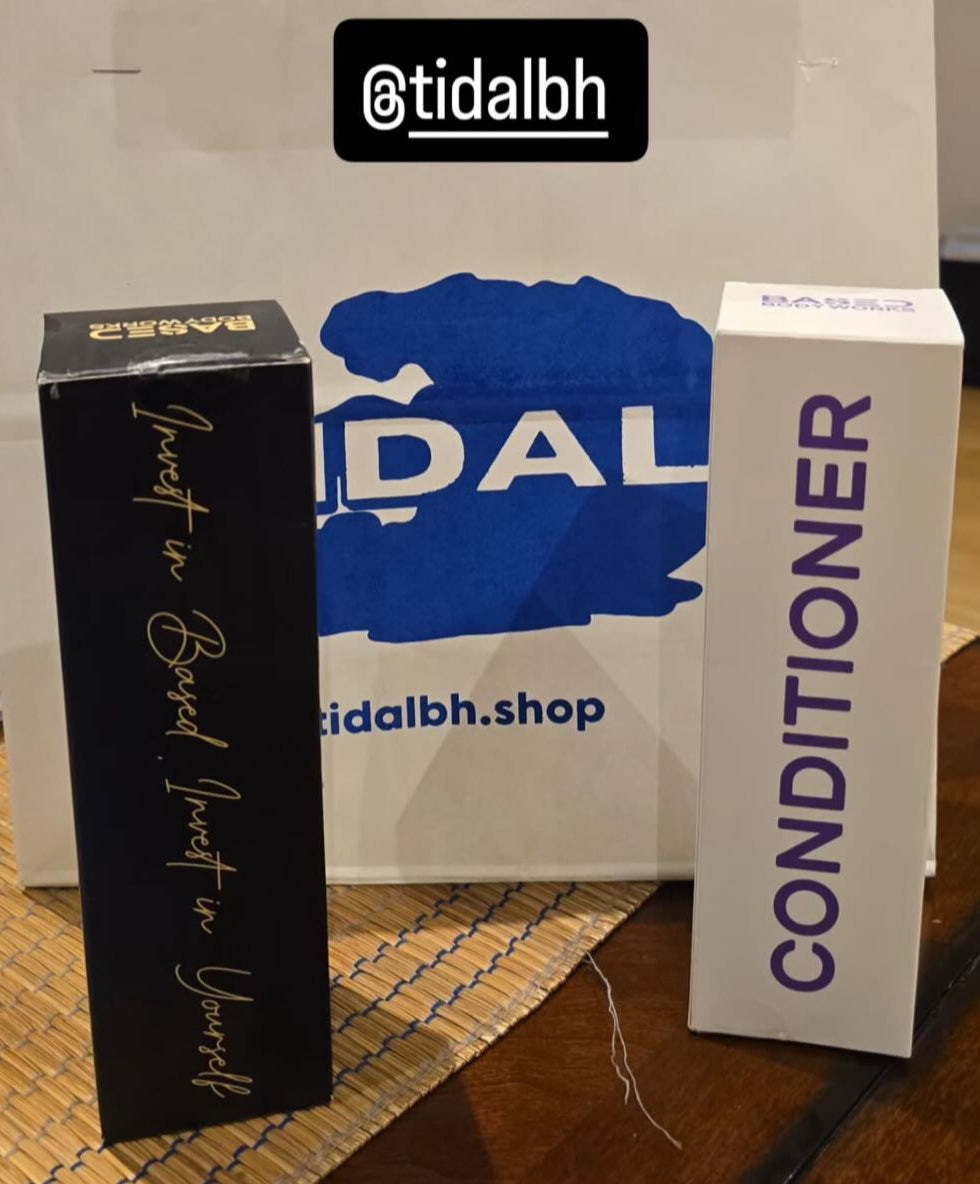 @tidalbh
BASED
BODYWORKS
Invest in Based. Invest in Yourself
IDAL
tidalbh.shop
BASED
BODYWORKS
CONDITIONER